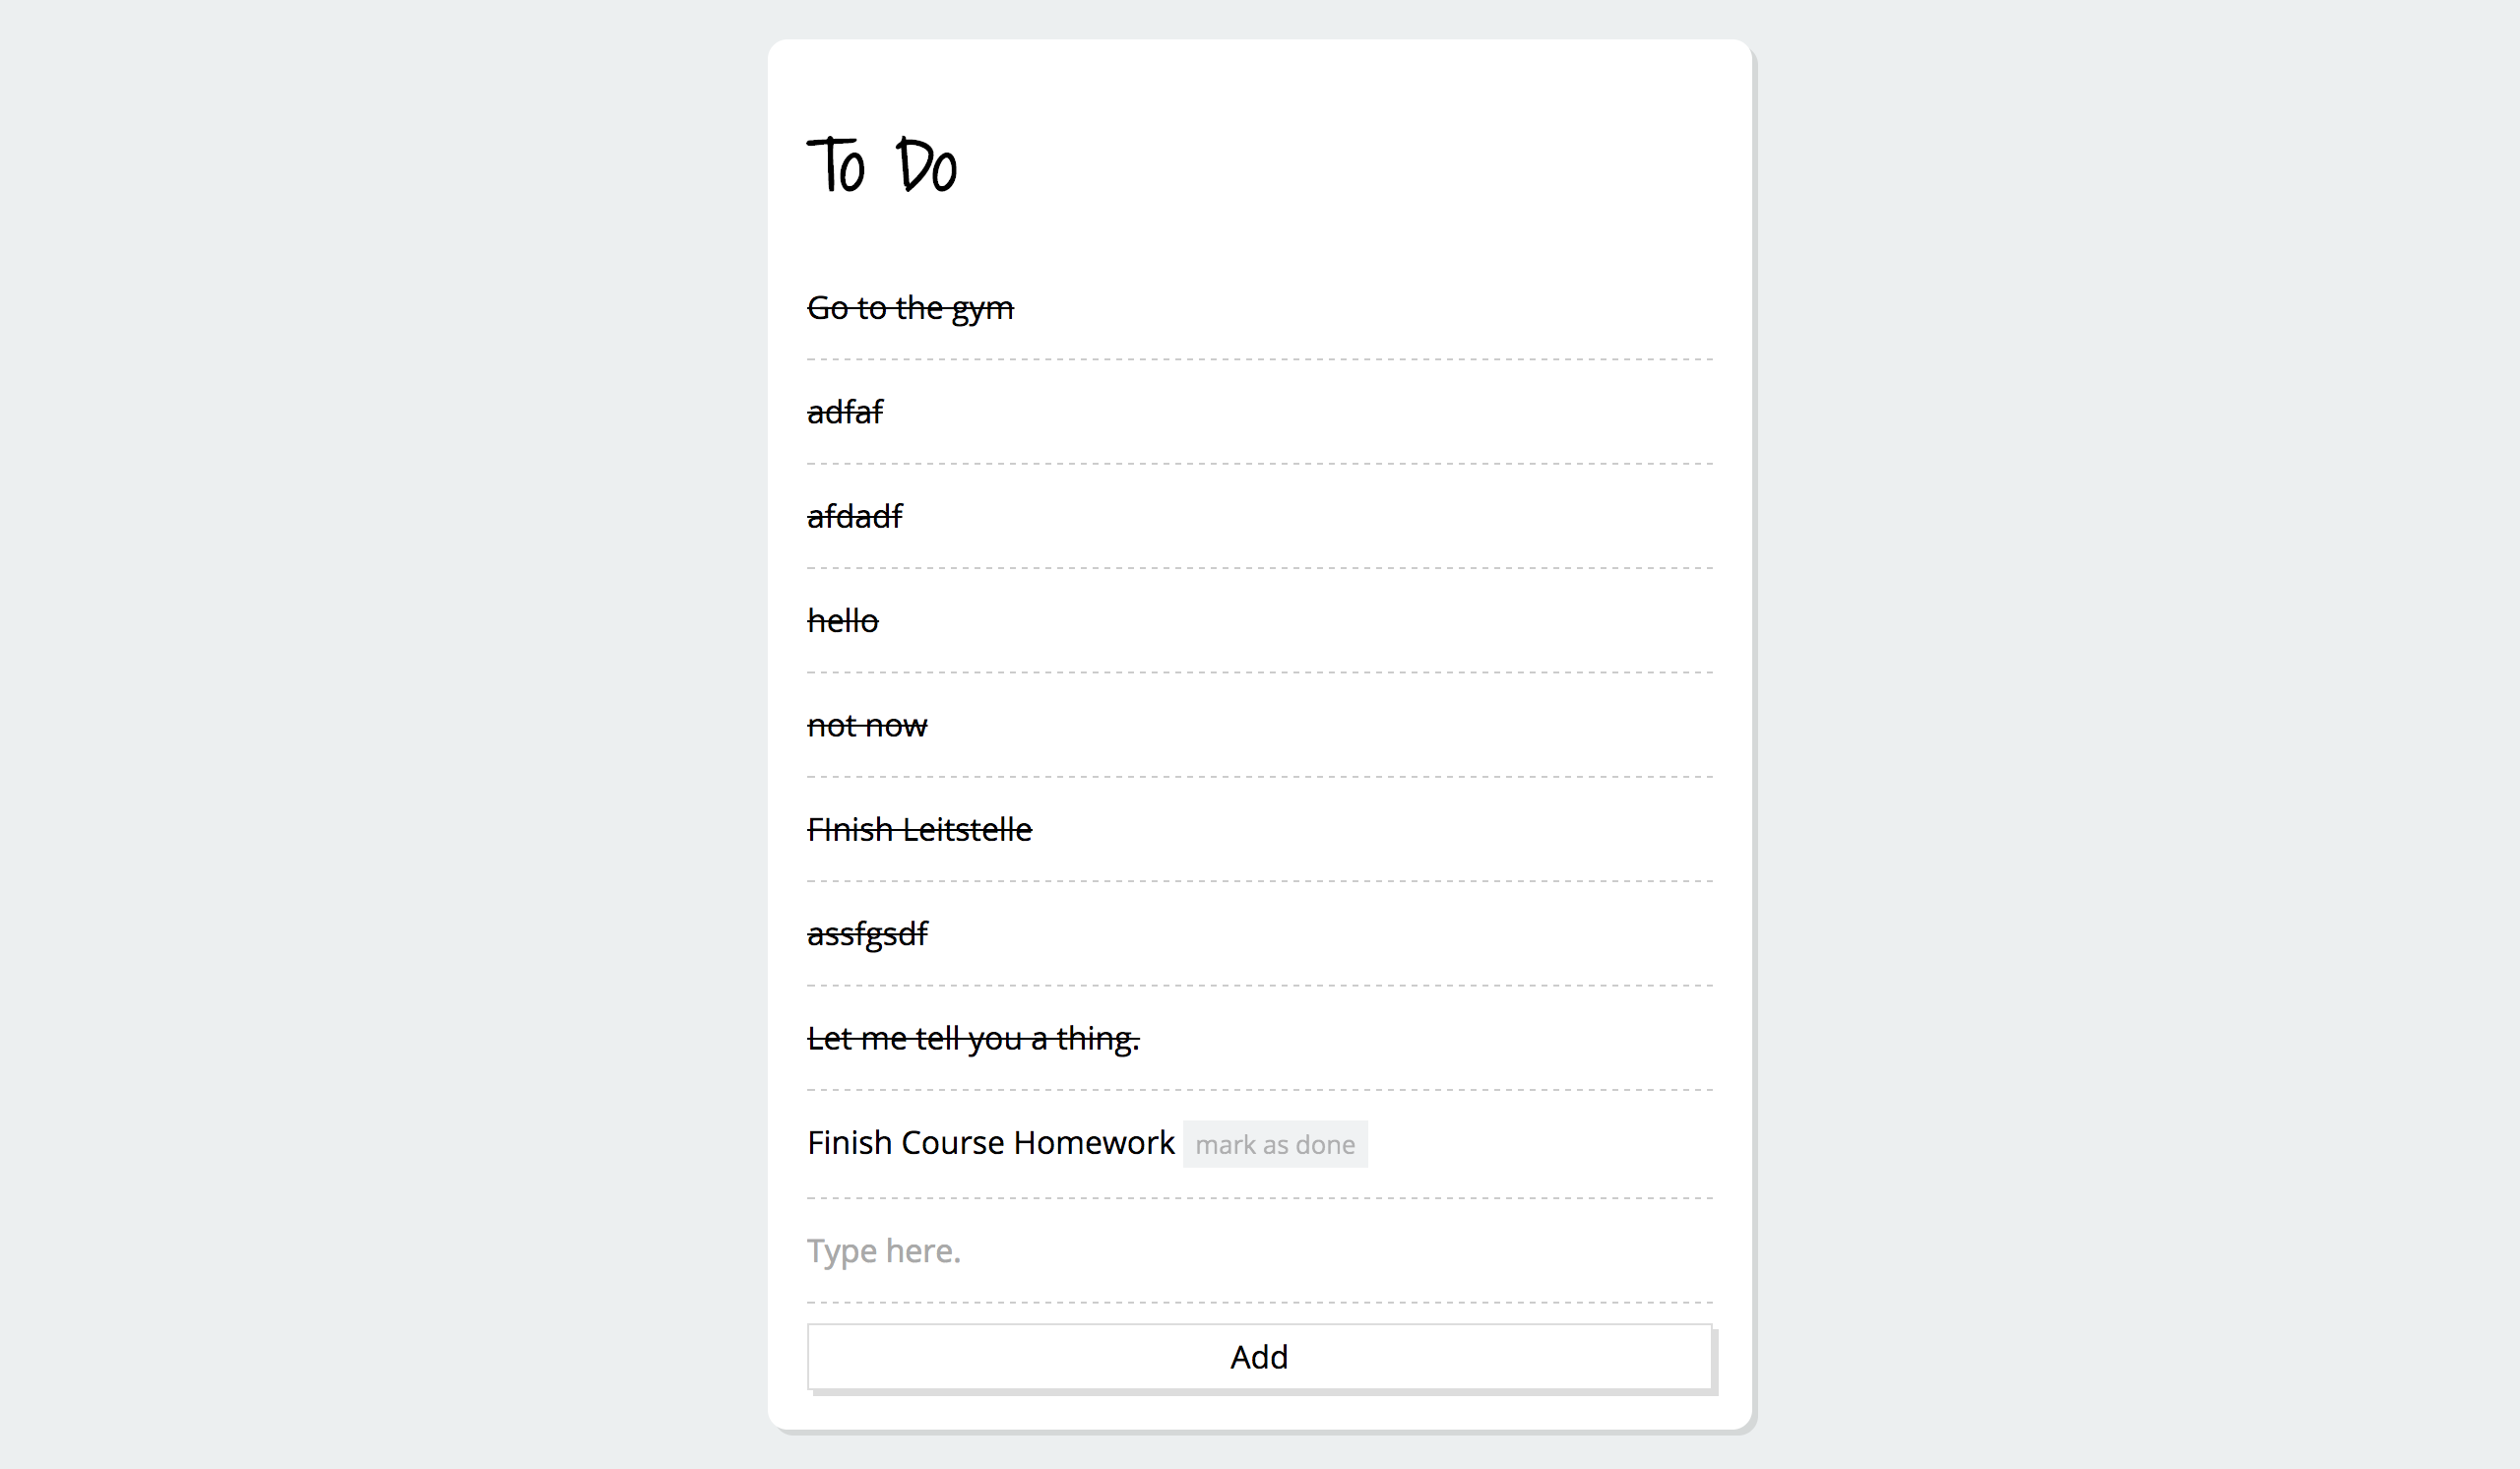 To Do
Go to the gym
adfaf
afdadf
hello
not now
FInish Leitstelle
assfgsdf
Let me tell you a thing.
Finish Course Homework mark as done
Type here.
Add